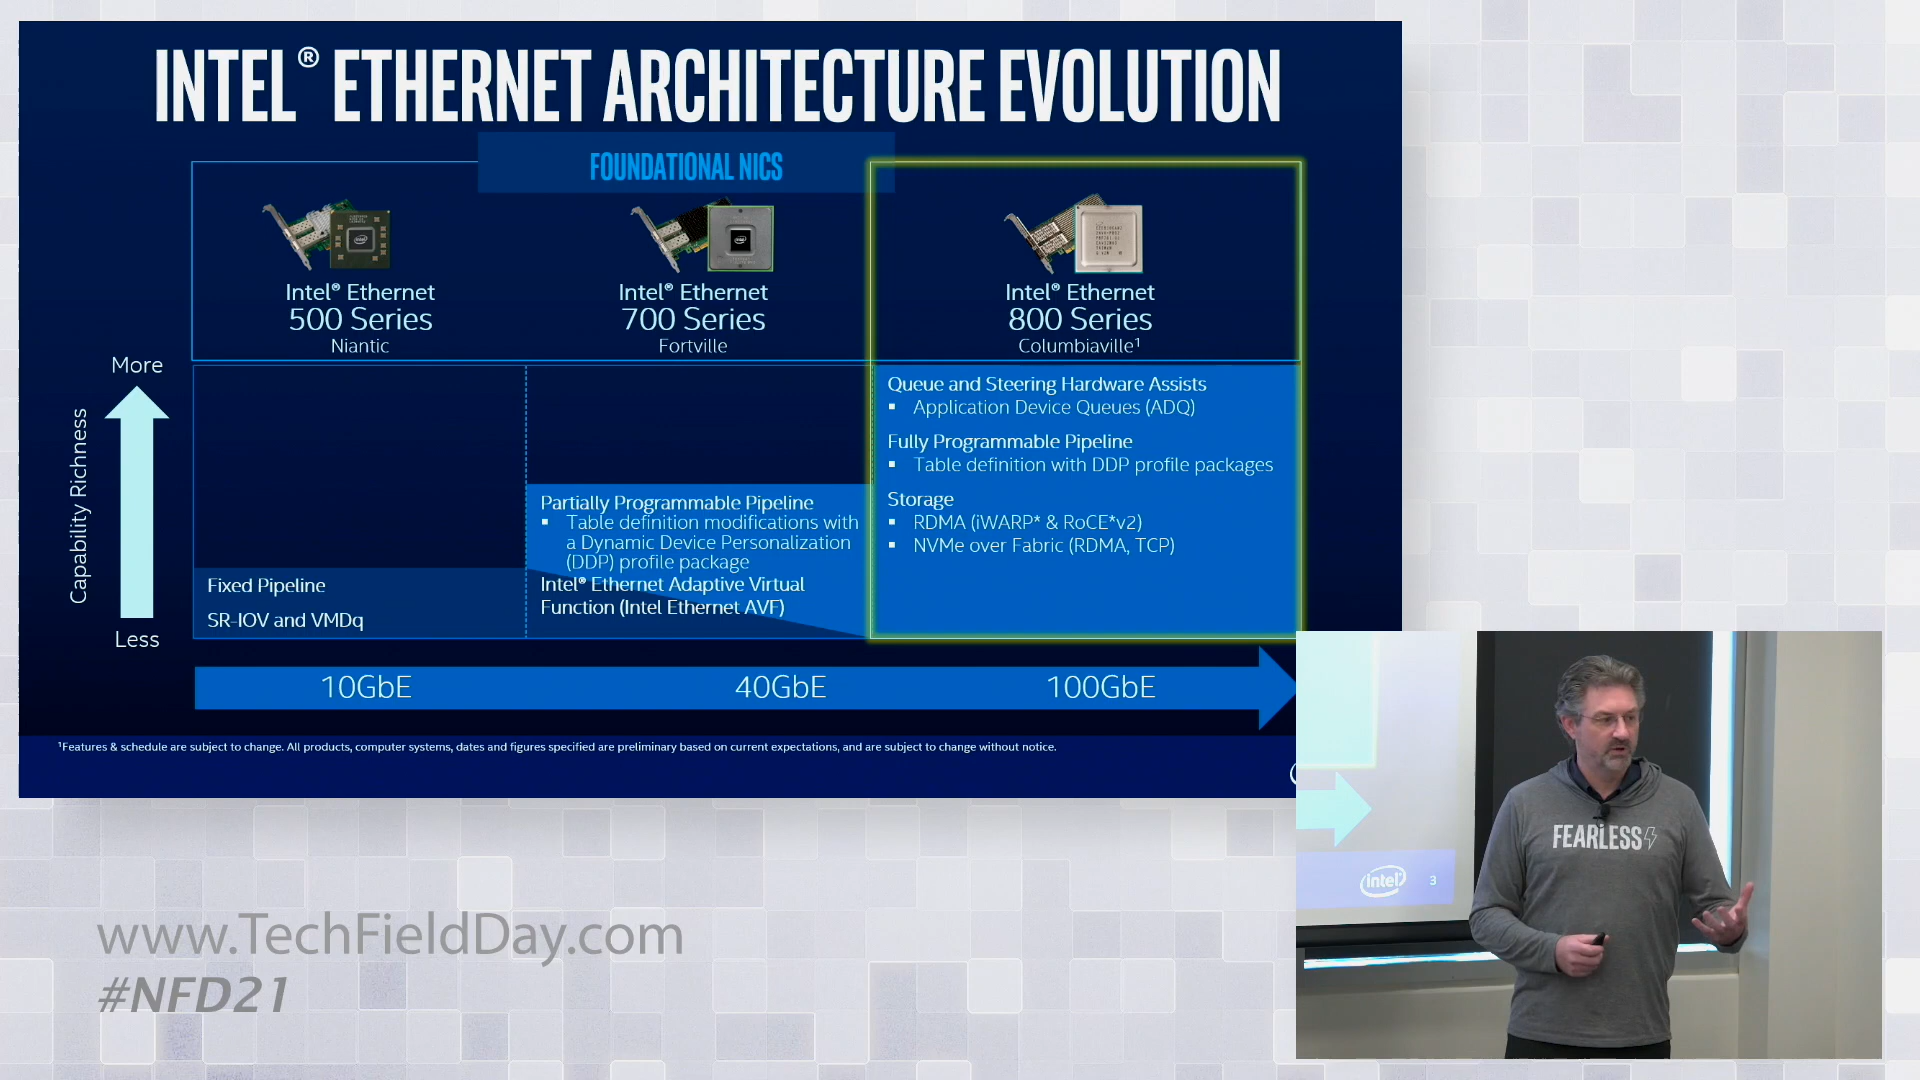 INTEL® ETHERNET ARCHITECTURE EVOLUTION
FOUNDATIONAL NICS
Intel® Ethernet
500 Series
Niantic
Intel® Ethernet
700 Series
Fortville
Intel® Ethernet
800 Series
Columbiaville¹
More
Capability Richness
Less
Fixed Pipeline
SR-IOV and VMDq
Partially Programmable Pipeline
▪ Table definition modifications with
a Dynamic Device Personalization
(DDP) profile package
Intel® Ethernet Adaptive Virtual
Function (Intel Ethernet AVF)
Queue and Steering Hardware Assists
▪ Application Device Queues (ADQ)
Fully Programmable Pipeline
▪ Table definition with DDP profile packages
Storage
▪ RDMA (iWARP* & RoCE*v2)
▪ NVMe over Fabric (RDMA, TCP)
10GbE
40GbE
100GbE
¹Features & schedule are subject to change. All products, computer systems, dates and figures specified are preliminary based on current expectations, and are subject to change without notice.
FEARLESS
intel
3
www.TechFieldDay.com
#NFD21